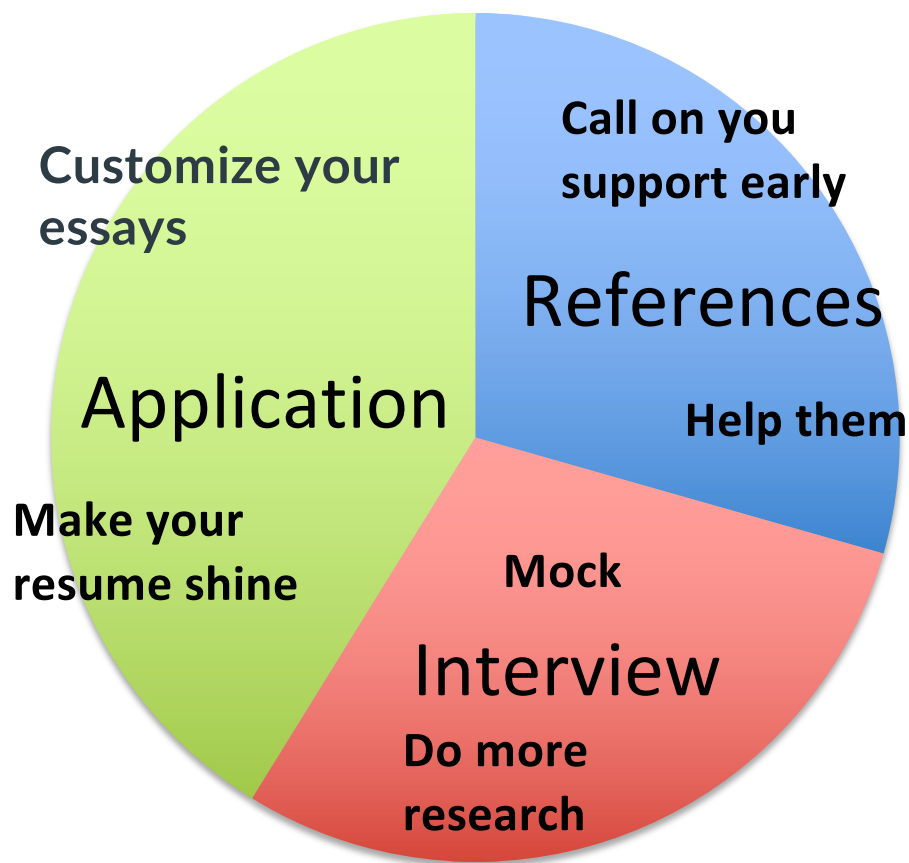 Customize your
essays
Application
Make your
resume shine
Call on you
support early
References
Help them
Mock
Interview
Do more
research